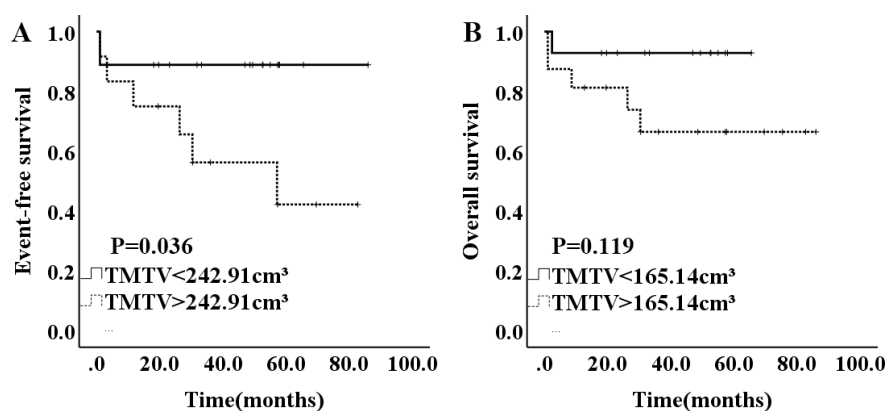 A
Event-free survival
1.0
0.8
0.6
0.4
0.2
0.0
P=0.036
TMTV<242.91cm³
TMTV>242.91cm³
.0 20.0 40.0 60.0 80.0 100.0
Time(months)
B
Overall survival
1.0
0.8
0.6
0.4
0.2
0.0
P=0.119
TMTV<165.14cm³
TMTV>165.14cm³
.0 20.0 40.0 60.0 80.0 100.0
Time(months)